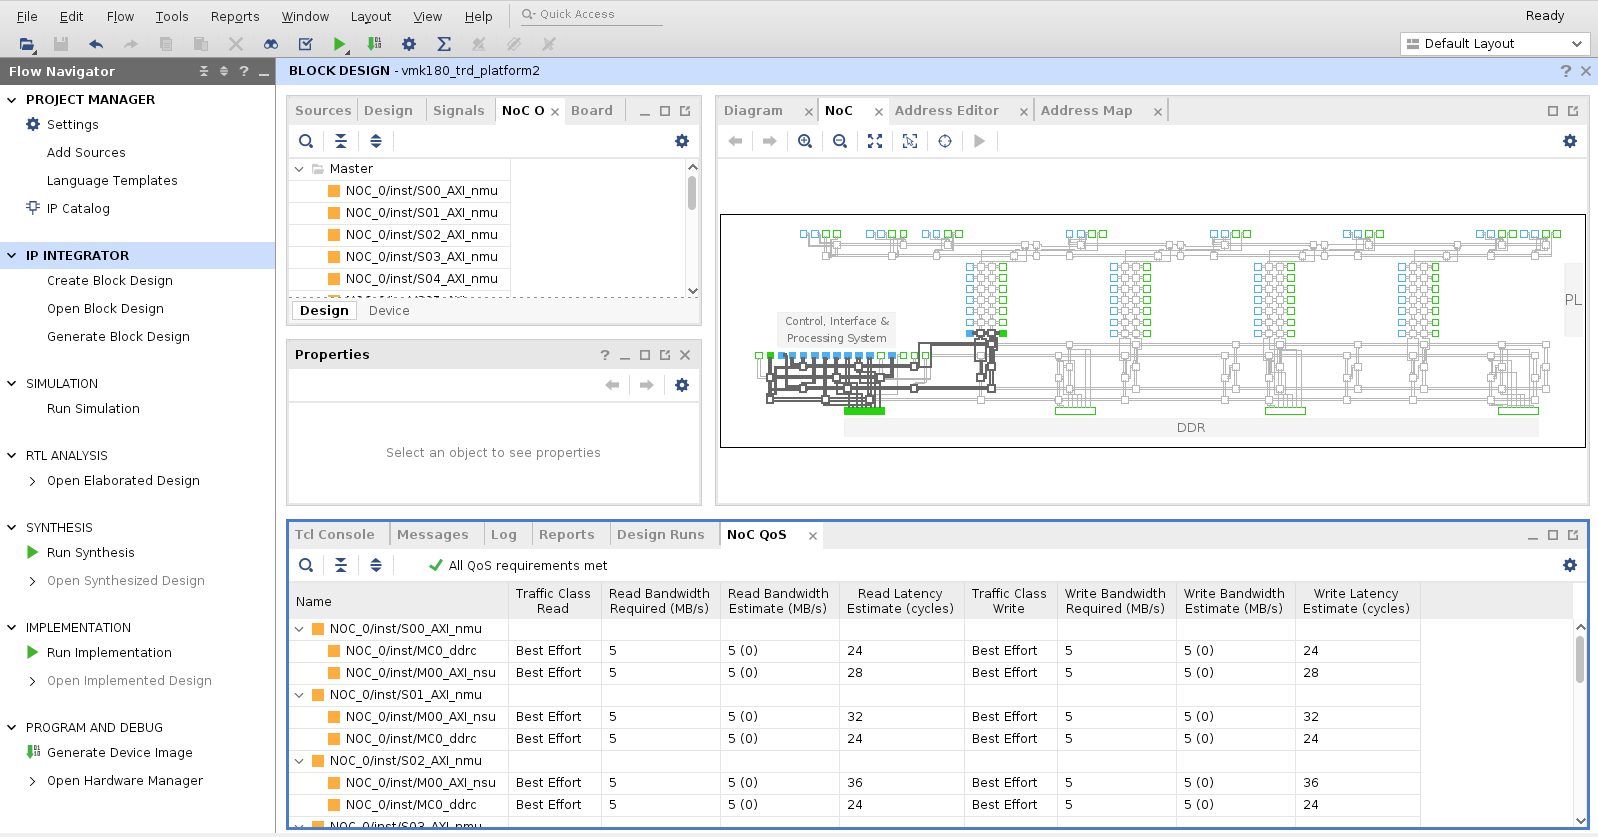 File Edit Flow Tools Reports Window Layout View Help Quick Access Ready
Default Layout
Flow Navigator
PROJECT MANAGER
Settings
Add Sources
Language Templates
IP Catalog
IP INTEGRATOR
Create Block Design
Open Block Design
Generate Block Design
SIMULATION
Run Simulation
RTL ANALYSIS
Open Elaborated Design
SYNTHESIS
Run Synthesis
Open Synthesized Design
IMPLEMENTATION
Run Implementation
Open Implemented Design
PROGRAM AND DEBUG
Generate Device Image
Open Hardware Manager
BLOCK DESIGN - vmk180_trd_platform2
Sources Design Signals NoC O Board
Master
NOC_0/inst/S00_AXI_nmu
NOC_0/inst/S01_AXI_nmu
NOC_0/inst/S02_AXI_nmu
NOC_0/inst/S03_AXI_nmu
NOC_0/inst/S04_AXI_nmu
Design Device
Properties
Select an object to see properties
Diagram NoC Address Editor Address Map
PL
Control, Interface &
Processing System
DDR
Tcl Console Messages Log Reports Design Runs NoC QoS
All QoS requirements met
Name Traffic Class Read Read Bandwidth Required (MB/s) Read Bandwidth Estimate (MB/s) Read Latency Estimate (cycles) Traffic Class Write Write Bandwidth Required (MB/s) Write Bandwidth Estimate (MB/s) Write Latency Estimate (cycles)
NOC_0/inst/S00_AXI_nmu
NOC_0/inst/MC0_ddrc Best Effort 5 5 (0) 24 Best Effort 5 5 (0) 24
NOC_0/inst/M00_AXI_nsu Best Effort 5 5 (0) 28 Best Effort 5 5 (0) 28
NOC_0/inst/S01_AXI_nmu
NOC_0/inst/M00_AXI_nsu Best Effort 5 5 (0) 32 Best Effort 5 5 (0) 32
NOC_0/inst/MC0_ddrc Best Effort 5 5 (0) 24 Best Effort 5 5 (0) 24
NOC_0/inst/S02_AXI_nmu
NOC_0/inst/M00_AXI_nsu Best Effort 5 5 (0) 36 Best Effort 5 5 (0) 36
NOC_0/inst/MC0_ddrc Best Effort 5 5 (0) 24 Best Effort 5 5 (0) 24
NOC_0/inst/S03_AXI_nmu